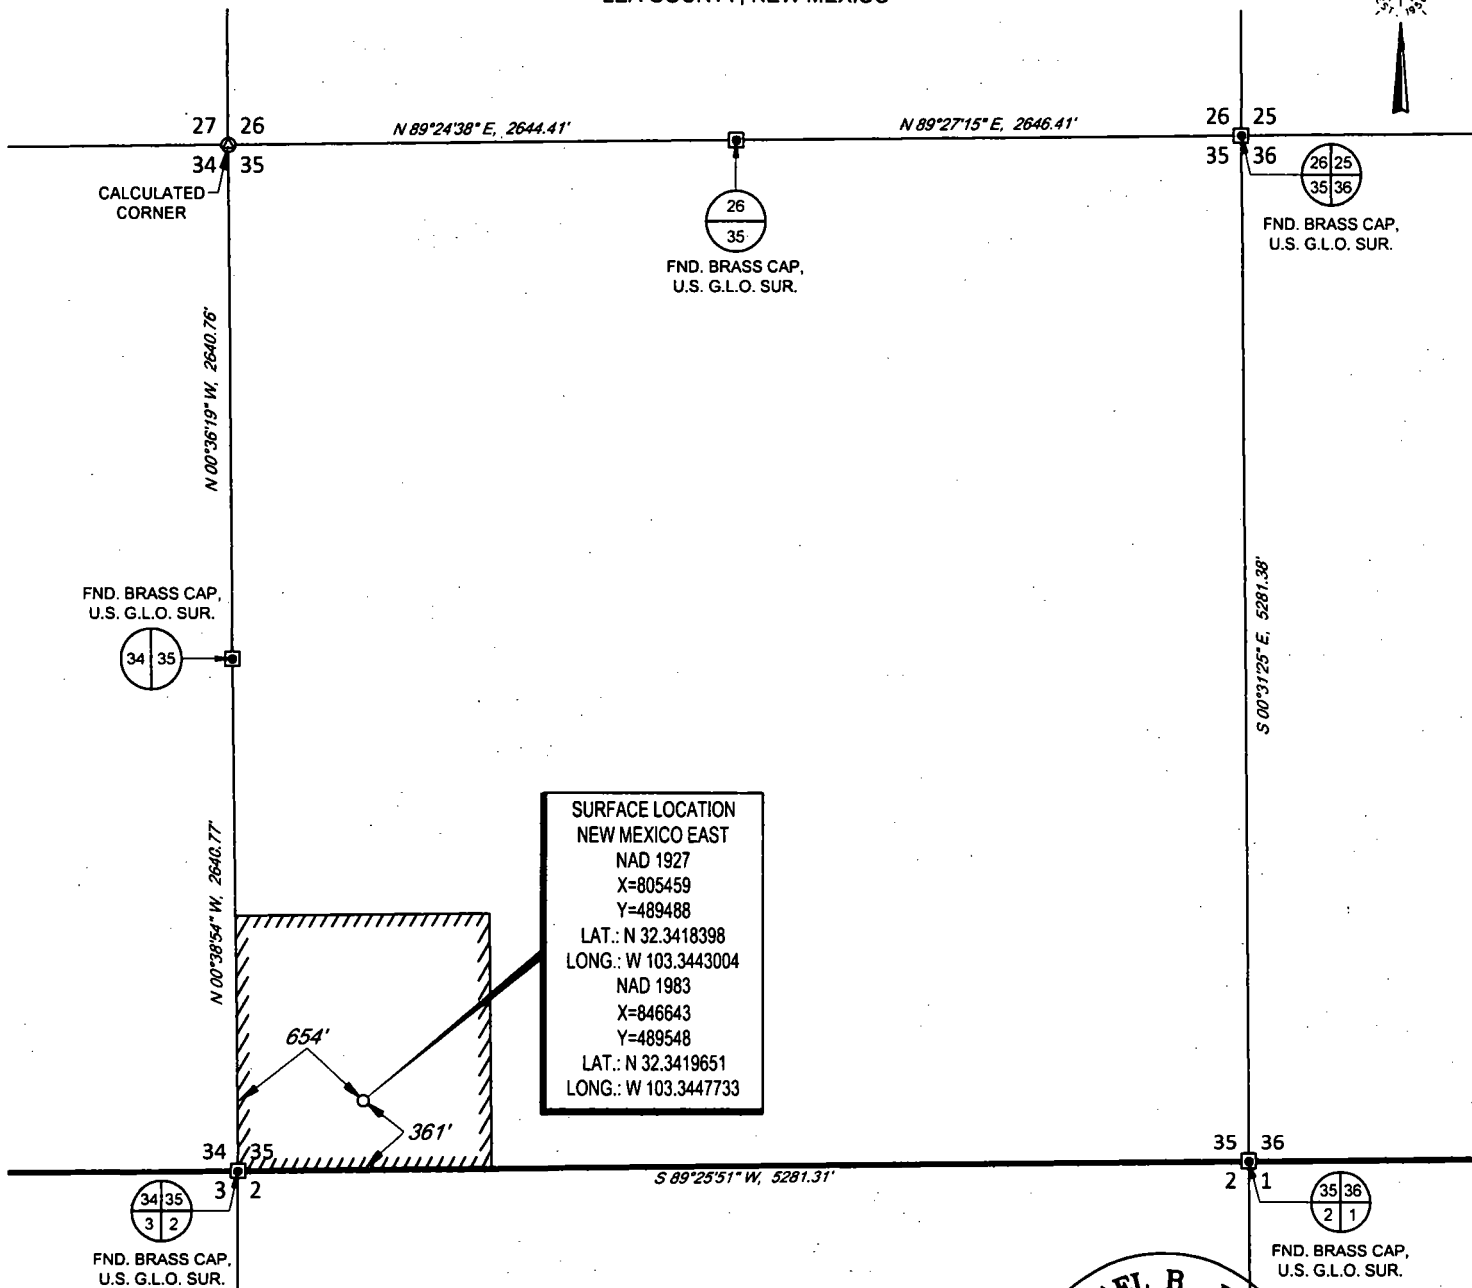 LEA COUNTY, NEW MEXICO
27 26
34 35
CALCULATED
CORNER
N 89°24'38" E, 2644.41'
26
35
FND. BRASS CAP,
U.S. G.L.O. SUR.
N 89°27'15" E, 2646.41'
26 25
35 36
26 25
35 36
FND. BRASS CAP,
U.S. G.L.O. SUR.
N 00°36'19" W, 2640.76'
FND. BRASS CAP,
U.S. G.L.O. SUR.
34 35
S 00°31'25" E, 5281.38'
N 00°38'54" W, 2640.77'
SURFACE LOCATION
NEW MEXICO EAST
NAD 1927
X=805459
Y=489488
LAT.: N 32.3418398
LONG.: W 103.3443004
NAD 1983
X=846643
Y=489548
LAT.: N 32.3419651
LONG.: W 103.3447733
654'
361'
34 35
3 2
S 89°25'51" W, 5281.31'
35 36
2 1
34 35
3 2
FND. BRASS CAP,
U.S. G.L.O. SUR.
35 36
2 1
FND. BRASS CAP,
U.S. G.L.O. SUR.